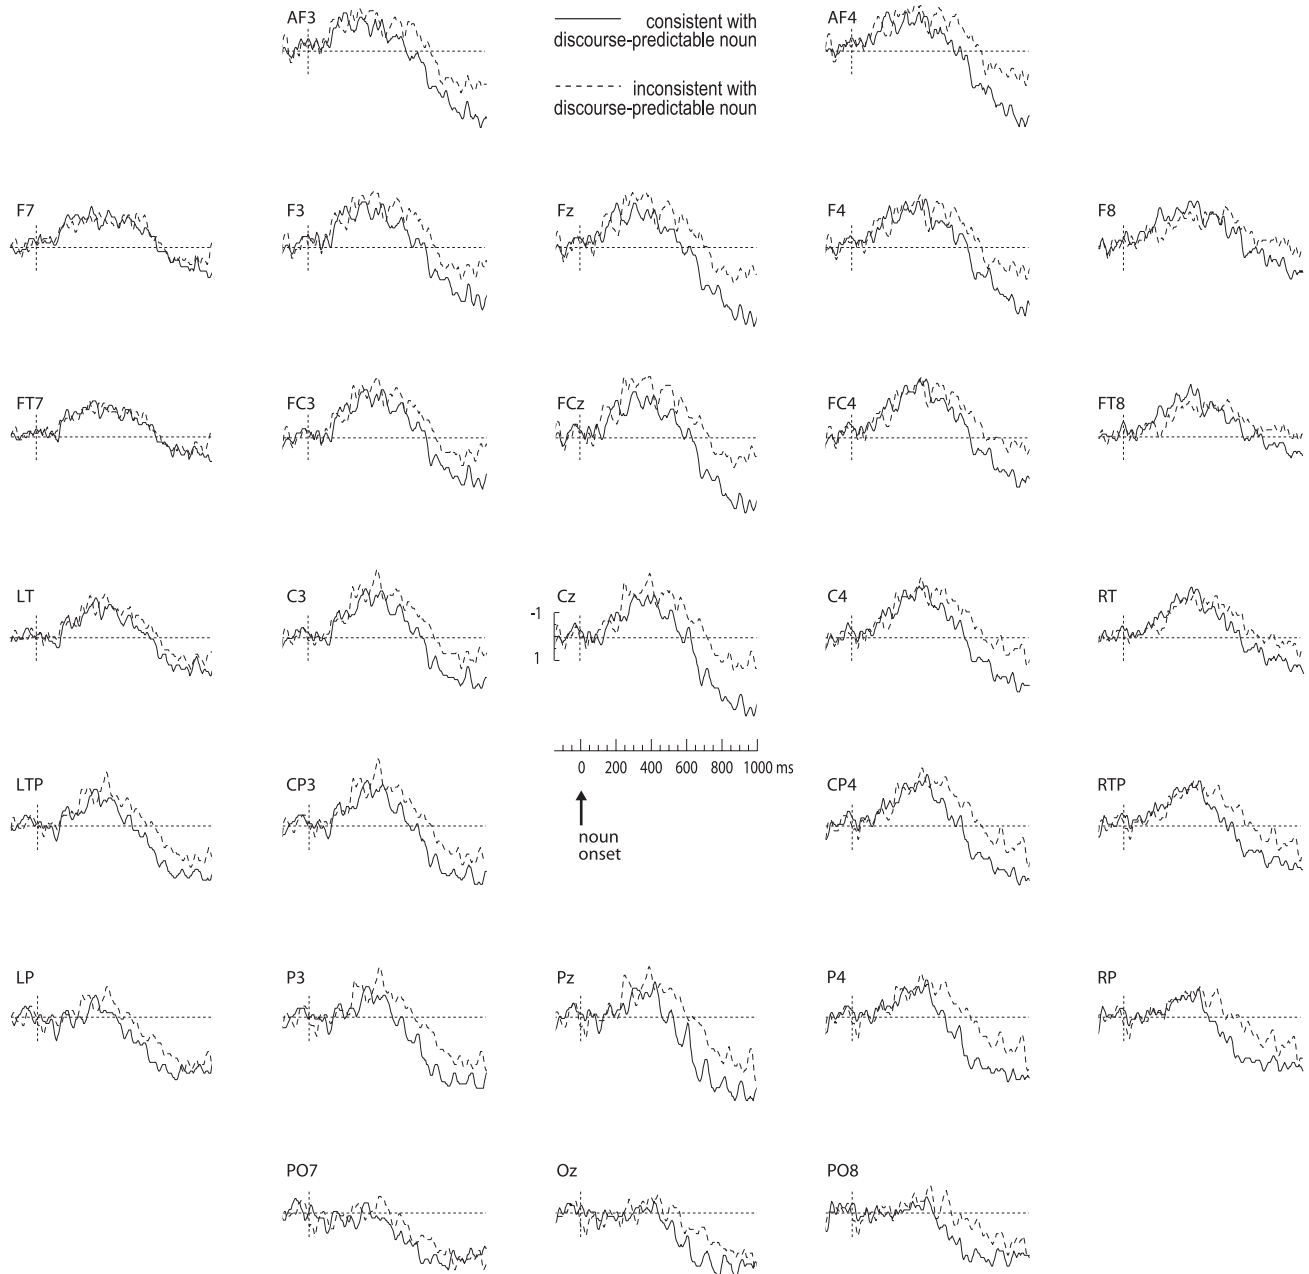 AF3
consistent with
discourse-predictable noun
inconsistent with
discourse-predictable noun
AF4
F7
F3
Fz
F4
F8
FT7
FC3
FCz
FC4
FT8
LT
C3
Cz
-1
1
C4
RT
0 200 400 600 800 1000 ms
noun
onset
LTP
CP3
CP4
RTP
LP
P3
Pz
P4
RP
PO7
Oz
PO8